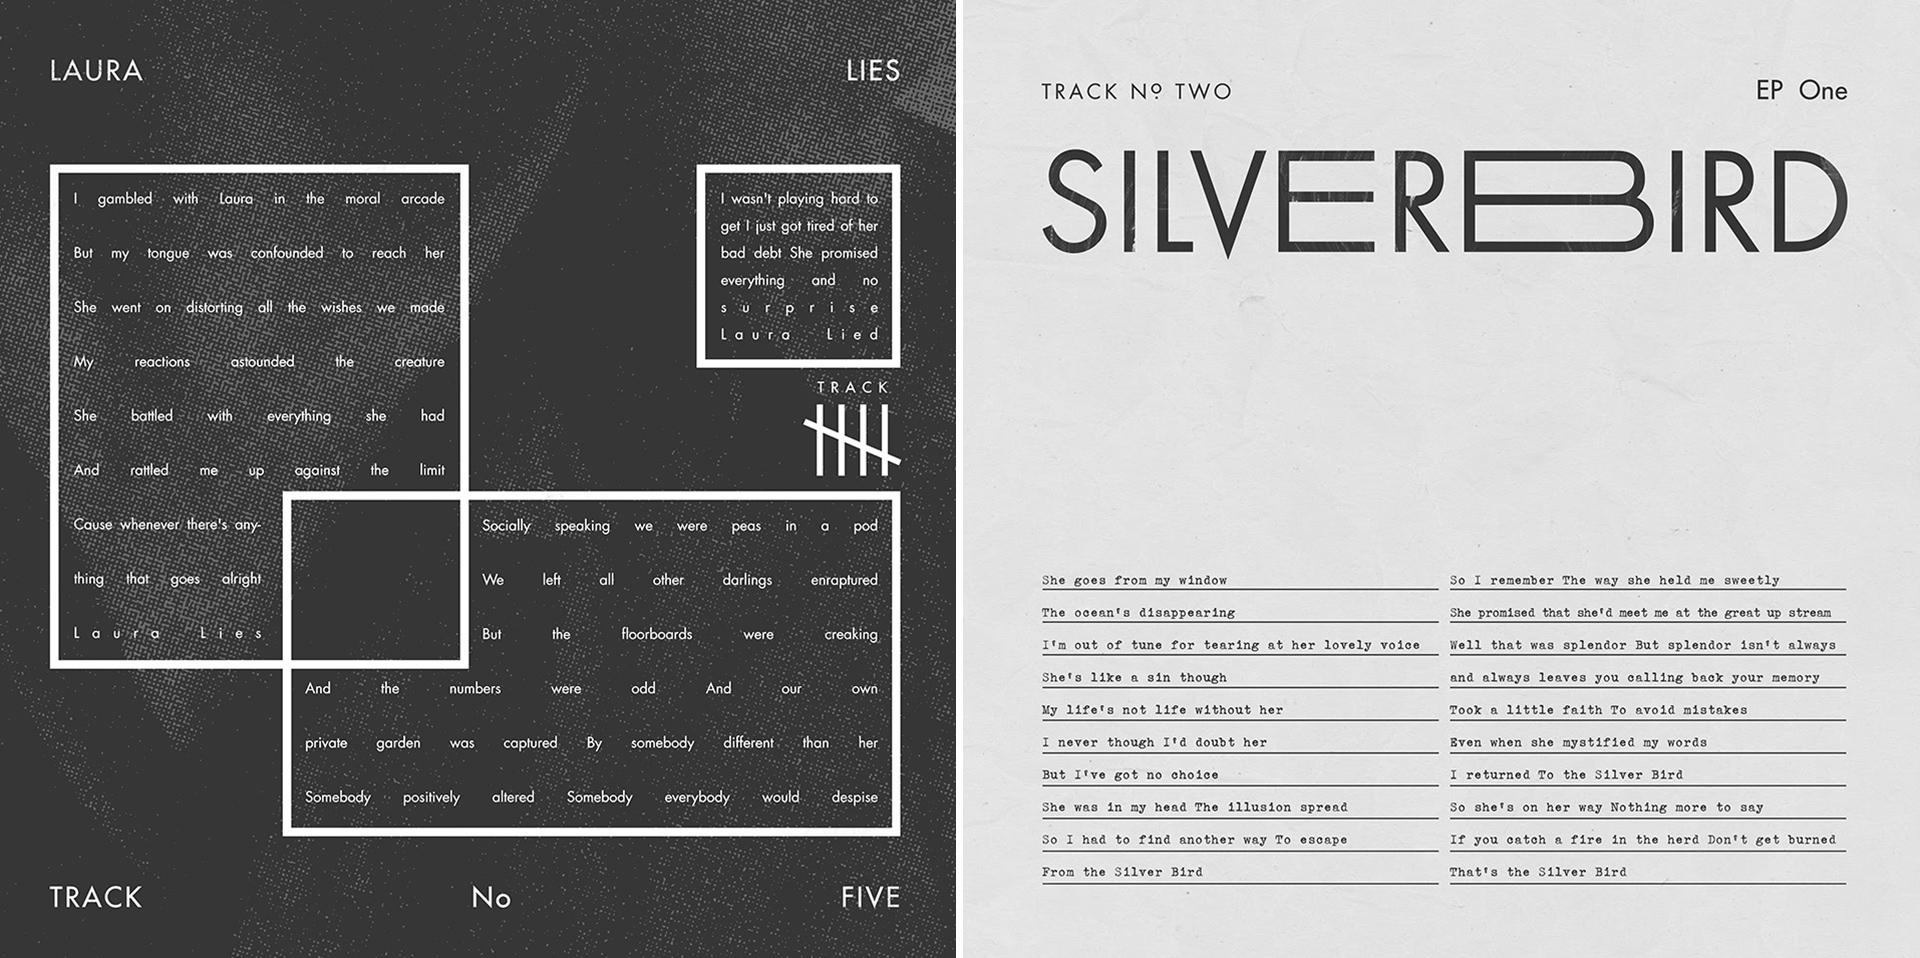 LAURA LIES
I gambled with Laura in the moral arcade
But my tongue was confounded to reach her
She went on distorting all the wishes we made
My reactions astounded the creature
She battled with everything she had
And rattled me up against the limit
Cause whenever there's any-
thing that goes alright
Laura Lies
I wasn't playing hard to
get I just got tired of her
bad debt She promised
everything and no
surprise
Laura Lied
TRACK
Socially speaking we were peas in a pod
We left all other darlings enraptured
But the floorboards were creaking
And the numbers were odd And our own
private garden was captured By somebody different than her
Somebody positively altered Somebody everybody would despise
TRACK No FIVE
TRACK Nº TWO
EP One
SILVERBIRD
She goes from my window
The ocean's disappearing
I'm out of tune for tearing at her lovely voice
She's like a sin though
My life's not life without her
I never though I'd doubt her
But I've got no choice
She was in my head The illusion spread
So I had to find another way To escape
From the Silver Bird
So I remember The way she held me sweetly
She promised that she'd meet me at the great up stream
Well that was splendor But splendor isn't always
and always leaves you calling back your memory
Took a little faith To avoid mistakes
Even when she mystified my words
I returned To the Silver Bird
So she's on her way Nothing more to say
If you catch a fire in the herd Don't get burned
That's the Silver Bird